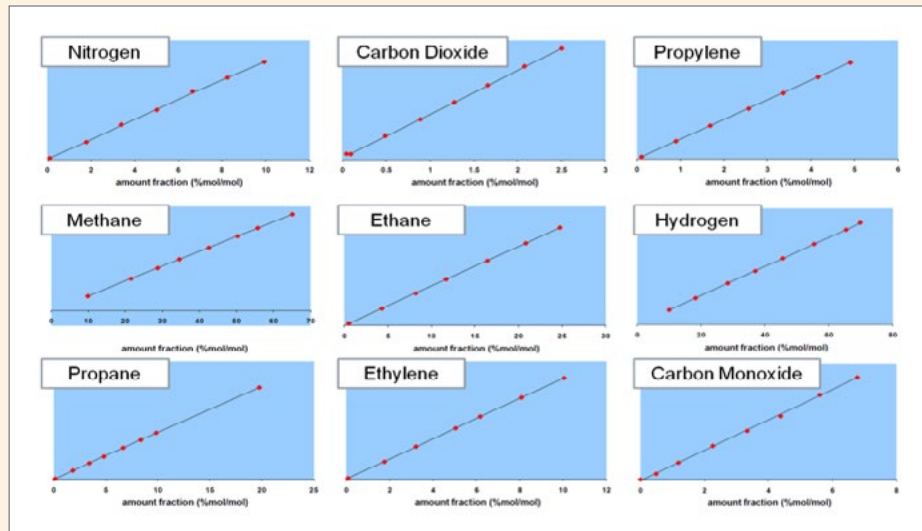 Nitrogen
0 2 4 6 8 10 12
amount fraction (%mol/mol)
Carbon Dioxide
0 0.5 1 1.5 2 2.5 3
amount fraction (%mol/mol)
Propylene
0 1 2 3 4 5 6
amount fraction (%mol/mol)
Methane
0 10 20 30 40 50 60 70
amount fraction (%mol/mol)
Ethane
0 5 10 15 20 25 30
amount fraction (%mol/mol)
Hydrogen
0 20 40 60 80
amount fraction (%mol/mol)
Propane
0 5 10 15 20 25
amount fraction (%mol/mol)
Ethylene
0 2 4 6 8 10 12
amount fraction (%mol/mol)
Carbon Monoxide
0 2 4 6 8
amount fraction (%mol/mol)